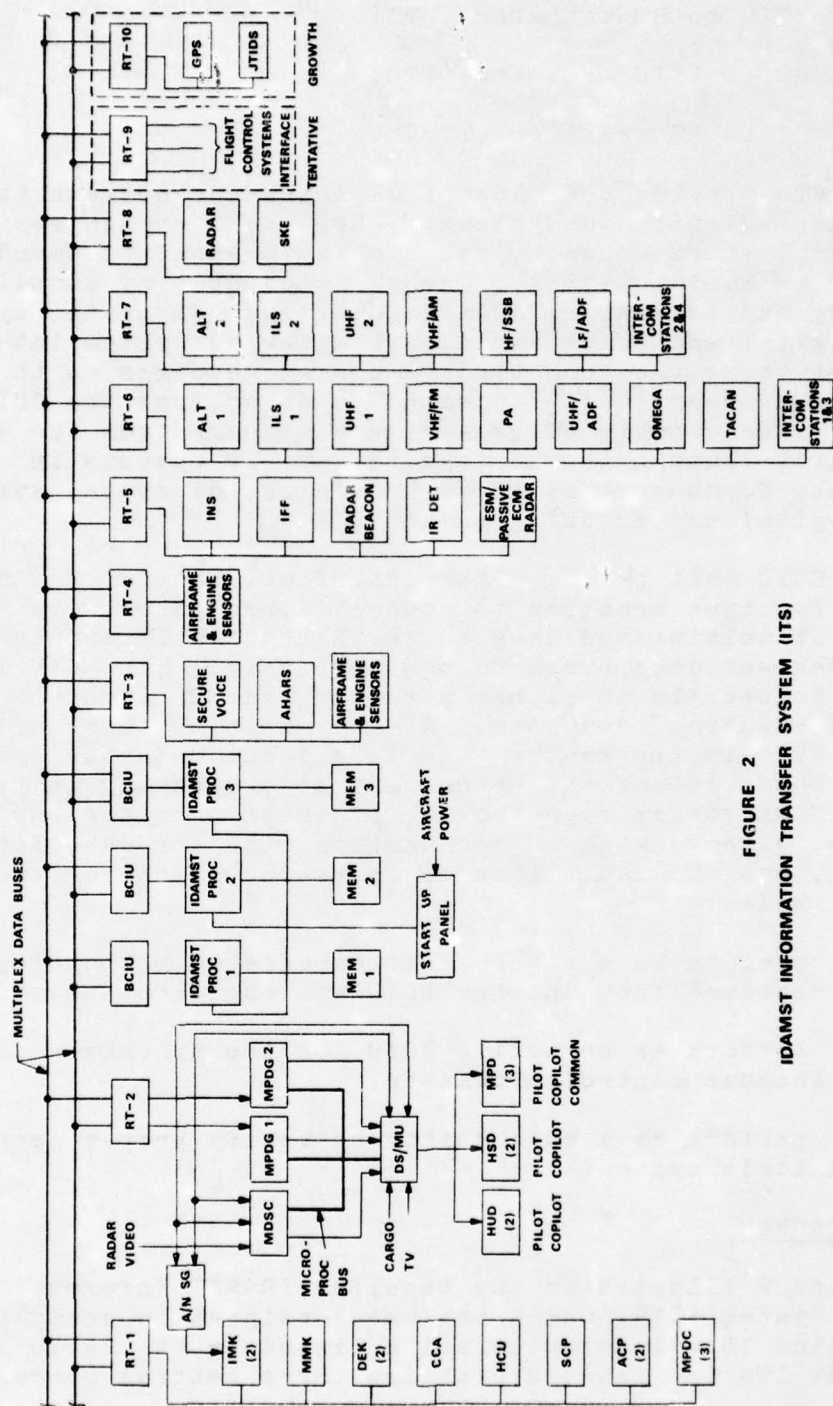 MULTIPLEX DATA BUSES
RT-1
A/N SG
IMK
(2)
MMK
DEK
(2)
CCA
HCU
SCP
ACP
(2)
MPDC
(3)
RADAR
VIDEO
MDSC
MICRO-
PROC
BUS
CARGO
TV
RT-2
MPDG 1
MPDG 2
DS/MU
HUD
(2)
PILOT
COPILOT
HSD
(2)
PILOT
COPILOT
MPD
(3)
PILOT
COPILOT
COMMON
BCIU
IDAMST
PROC
1
MEM
1
BCIU
IDAMST
PROC
2
MEM
2
START UP
PANEL
AIRCRAFT
POWER
BCIU
IDAMST
PROC
3
MEM
3
RT-3
SECURE
VOICE
AHARS
AIRFRAME
& ENGINE
SENSORS
RT-4
AIRFRAME
& ENGINE
SENSORS
RT-5
INS
IFF
RADAR
BEACON
IR DET
ESM/
PASSIVE
ECM
RADAR
RT-6
ALT
1
ILS
1
UHF
1
VHF/FM
PA
UHF/
ADF
OMEGA
TACAN
INTER-
COM
STATIONS
1&3
RT-7
ALT
2
ILS
2
UHF
2
VHF/AM
HF/SSB
LF/ADF
INTER-
COM
STATIONS
2&4
RT-8
RADAR
SKE
RT-9
FLIGHT
CONTROL
SYSTEMS
INTERFACE
TENTATIVE
RT-10
GPS
JTIDS
GROWTH
FIGURE 2
IDAMST INFORMATION TRANSFER SYSTEM (ITS)